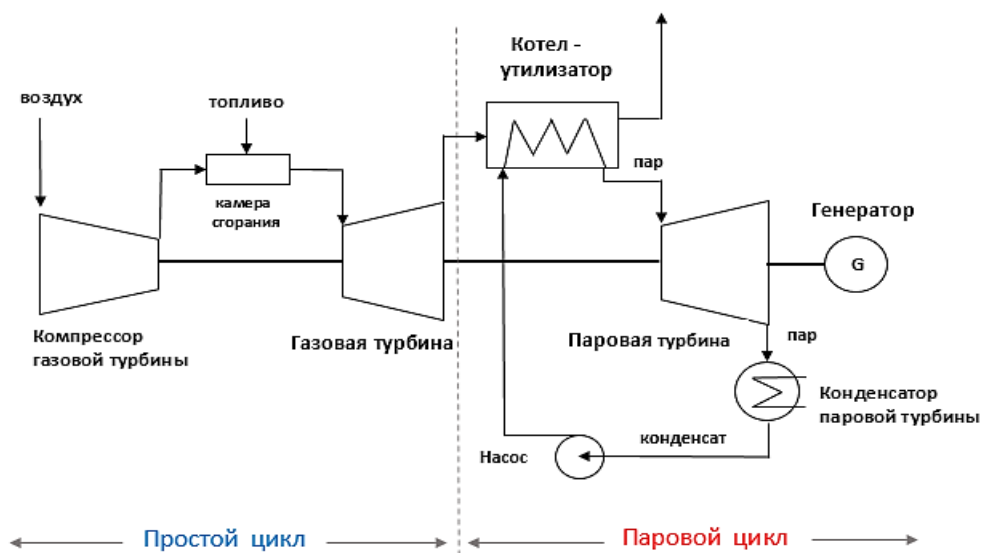 Котел -
утилизатор
воздух
топливо
пар
камера
сгорания
Генератор
G
Компрессор
газовой турбины
Газовая турбина
Паровая турбина
пар
Конденсатор
паровой турбины
конденсат
Насос
Простой цикл
Паровой цикл